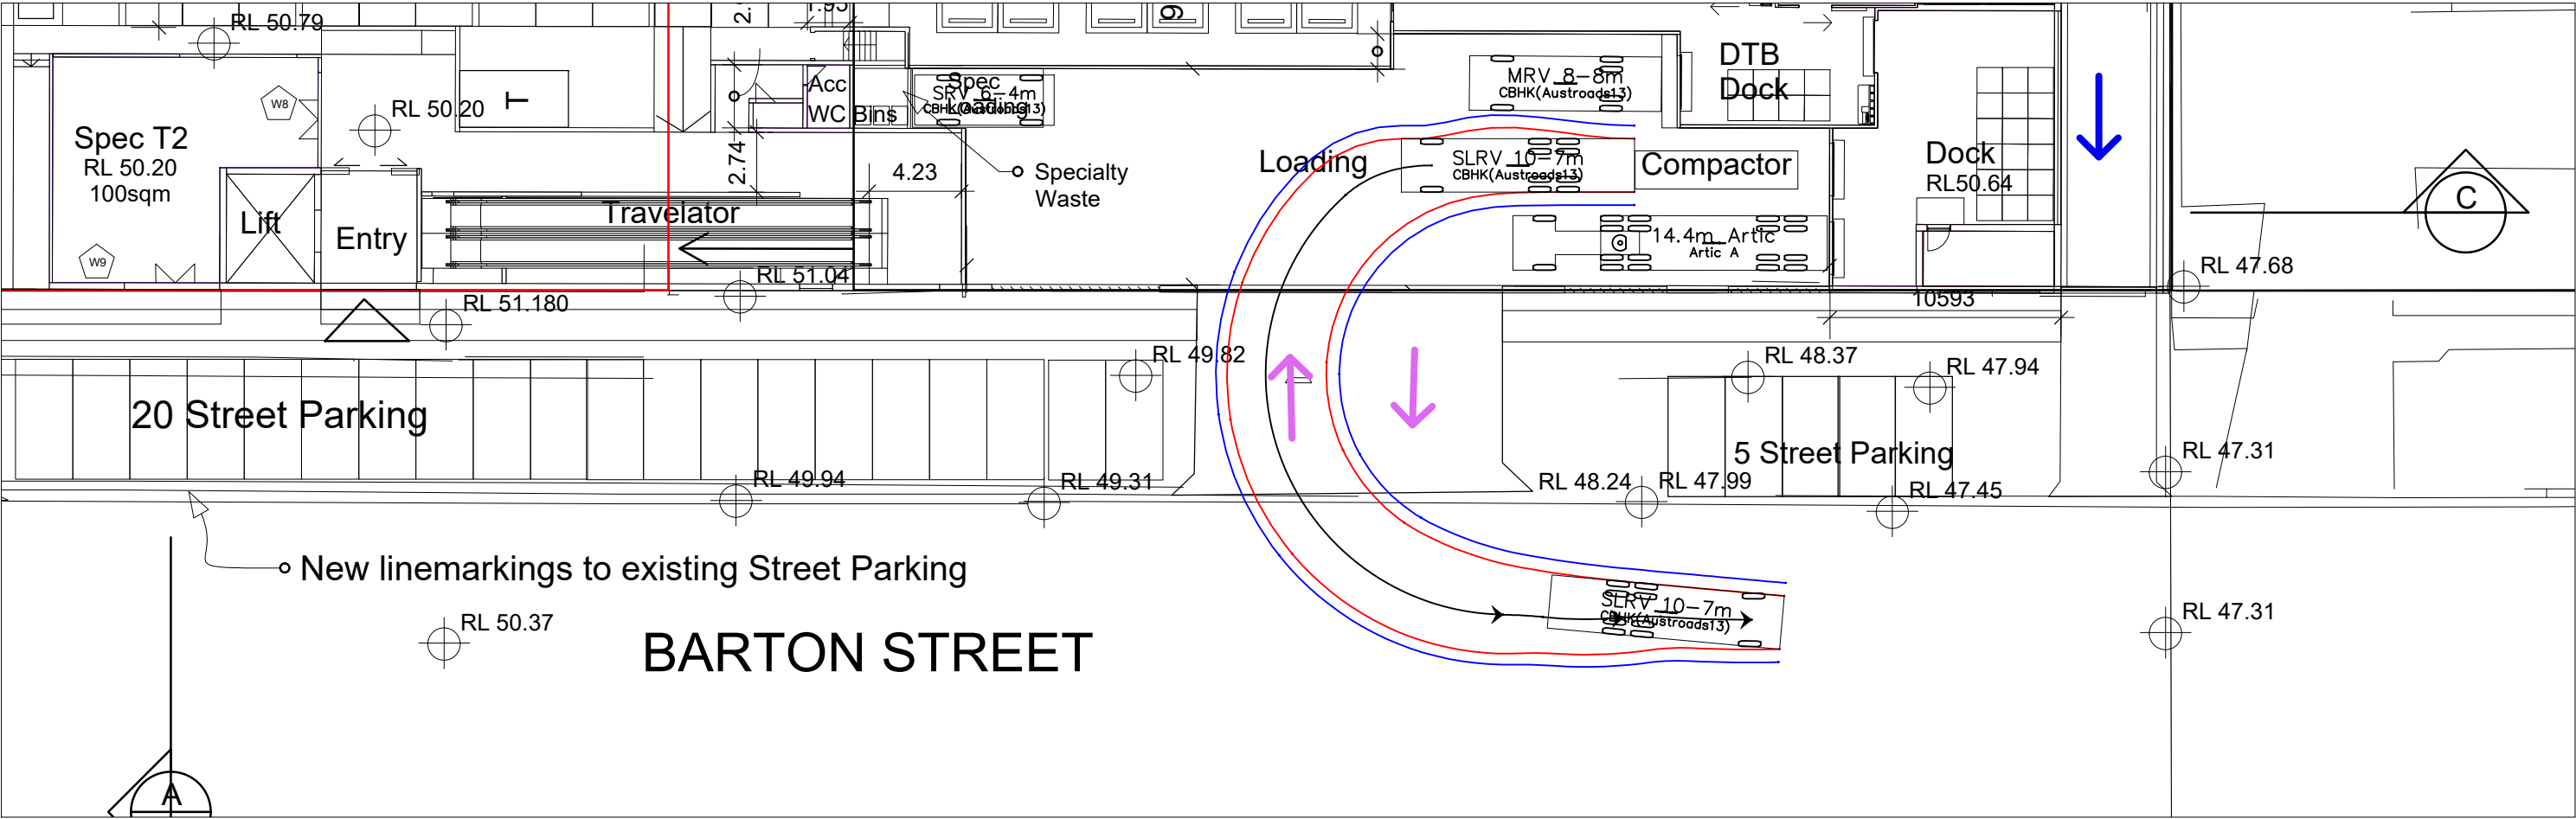 RL 50.79
2.
1.95
9
W8
RL 50.20
T
Acc
WC
Bins
Spec
Loading
SRV 6-4m
CBHK(Austroads13)
MRV 8-8m
CBHK(Austroads13)
DTB
Dock
Spec T2
RL 50.20
100sqm
2.74
4.23
Specialty
Waste
Loading
SLRV 10-7m
CBHK(Austroads13)
Compactor
Dock
RL50.64
C
Lift
Entry
Travelator
14.4m Artic
Artic A
W9
RL 51.04
RL 51.180
RL 47.68
10593
RL 49.82
RL 48.37
RL 47.94
20 Street Parking
5 Street Parking
RL 47.31
RL 49.94
RL 49.31
RL 48.24
RL 47.99
RL 47.45
New linemarkings to existing Street Parking
SLRV 10-7m
CBHK(Austroads13)
RL 50.37
BARTON STREET
RL 47.31
A